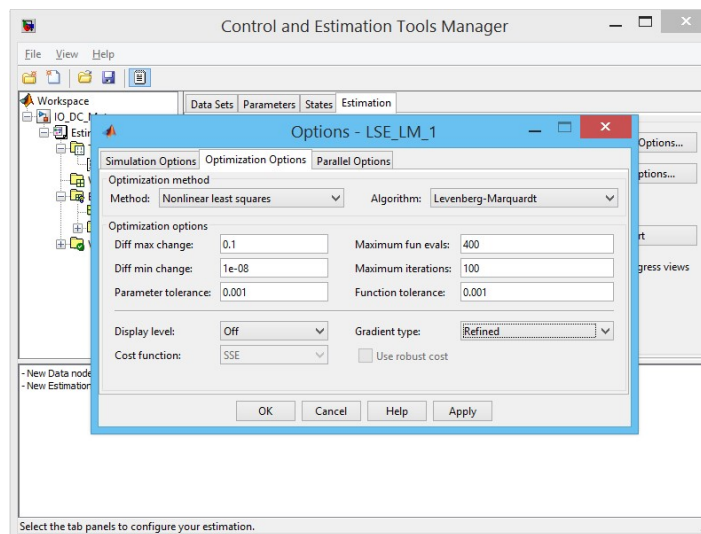 Control and Estimation Tools Manager
File View Help
Workspace
Data Sets Parameters States Estimation
Options - LSE_LM_1
Options...
Simulation Options Optimization Options Parallel Options
Optimization method
Method: Nonlinear least squares Algorithm: Levenberg-Marquardt
Optimization options
Diff max change: 0.1 Maximum fun evals: 400
Diff min change: 1e-08 Maximum iterations: 100
gress views
Parameter tolerance: 0.001 Function tolerance: 0.001
Display level: Off Gradient type: Refined
Cost function: SSE Use robust cost
- New Data node
- New Estimation
OK Cancel Help Apply
Select the tab panels to configure your estimation.